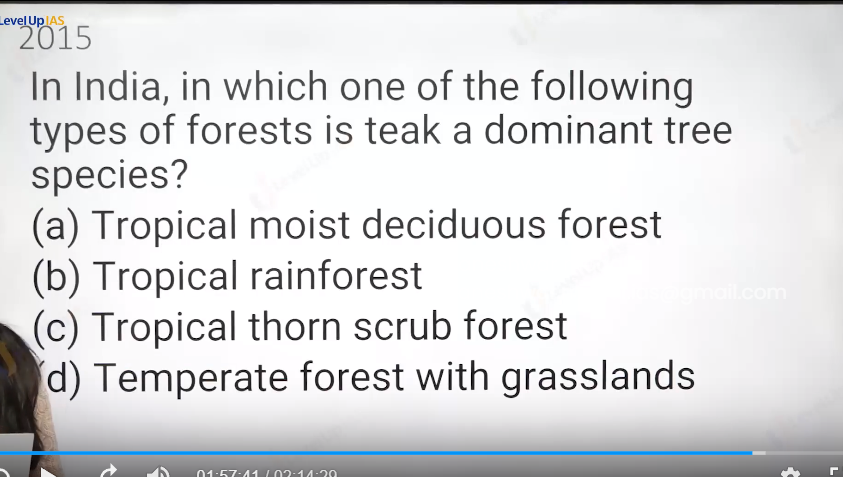 LevelUp IAS
2015
In India, in which one of the following
types of forests is teak a dominant tree
species?
(a) Tropical moist deciduous forest
(b) Tropical rainforest
gmail.com
(c) Tropical thorn scrub forest
(d) Temperate forest with grasslands
01:57:41 / 02:14:29